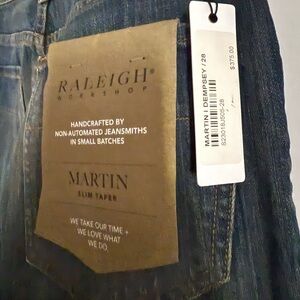 RALEIGH®
WORKSHOP
HANDCRAFTED BY
NON-AUTOMATED JEANSMITHS
IN SMALL BATCHES
MARTIN
SLIM TAPER
WE TAKE OUR TIME +
WE LOVE WHAT
WE DO.
MARTIN | DEMPSEY / 28
$375.00